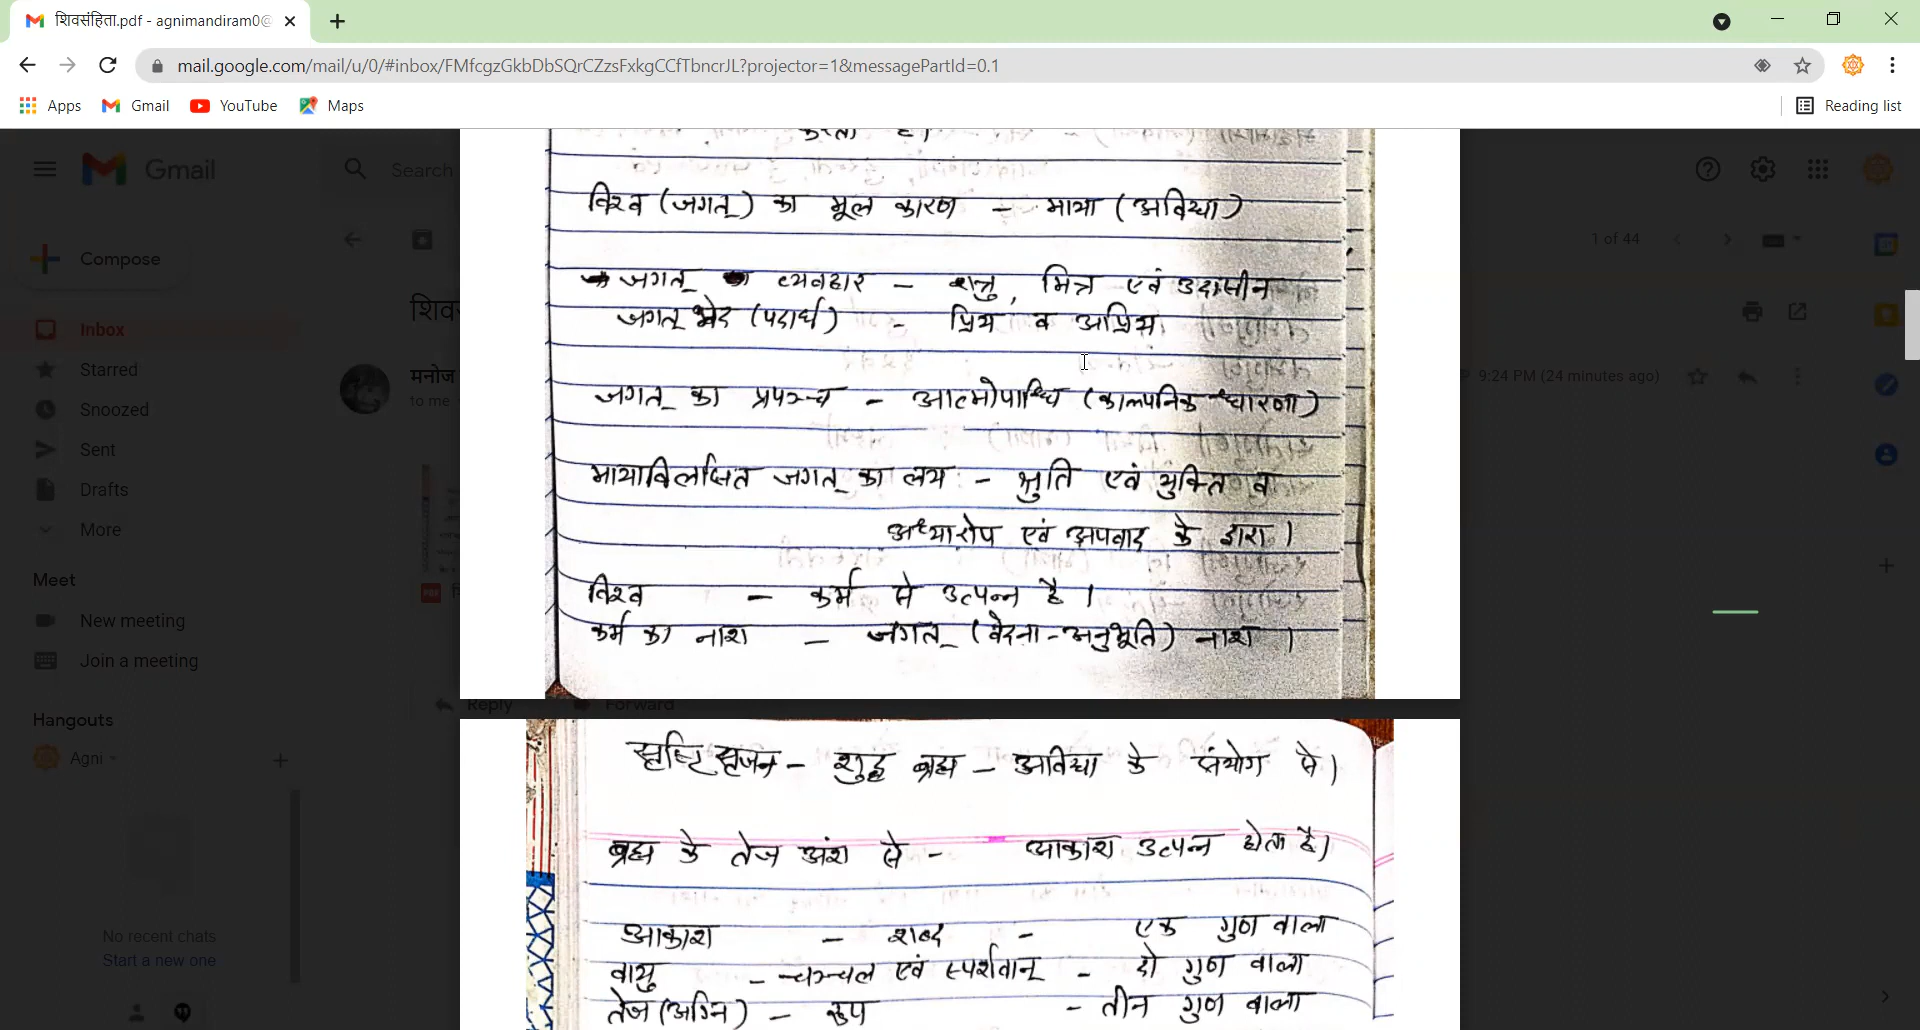 शिवसंहिता.pdf - agnimandiram0@
mail.google.com/mail/u/0/#inbox/FMfcgzGkbDbSQrCZzsFxkgCCfTbncrJL?projector=1&messagePartId=0.1
Apps Gmail YouTube Maps Reading list
Gmail
Search
Compose
1 of 44
Inbox
Starred
Snoozed
Sent
Drafts
More
मनोज
to me
9:24 PM (24 minutes ago)
Meet
New meeting
Join a meeting
Reply Forward
Hangouts
Agni
No recent chats
Start a new one
करता है।
विश्व (जगत्) का मूल कारण - माया (अविद्या)
जगत् व्यवहार - शत्रु, मित्र एवं उदासीन
जगत् भेद (पदार्थ) - प्रिय व अप्रिय
जगत् का प्रपञ्च - आत्मोपाधि (काल्पनिक धारणा)
मायाविलक्षित जगत् का लय - श्रुति एवं युक्ति व
अध्यारोप एवं अपवाद के द्वारा।
विश्व - कर्म से उत्पन्न है।
कर्म का नाश - जगत् (वेदना-अनुभूति) नाश।
सृष्टि सृजन - शुद्ध ब्रह्म - अविद्या के संयोग से।
ब्रह्म के तेज अंश से - आकाश उत्पन्न होता है।
आकाश - शब्द - एक गुण वाला
वायु - चञ्चल एवं स्पर्शवान् - दो गुण वाला
तेज (अग्नि) - रूप - तीन गुण वाला